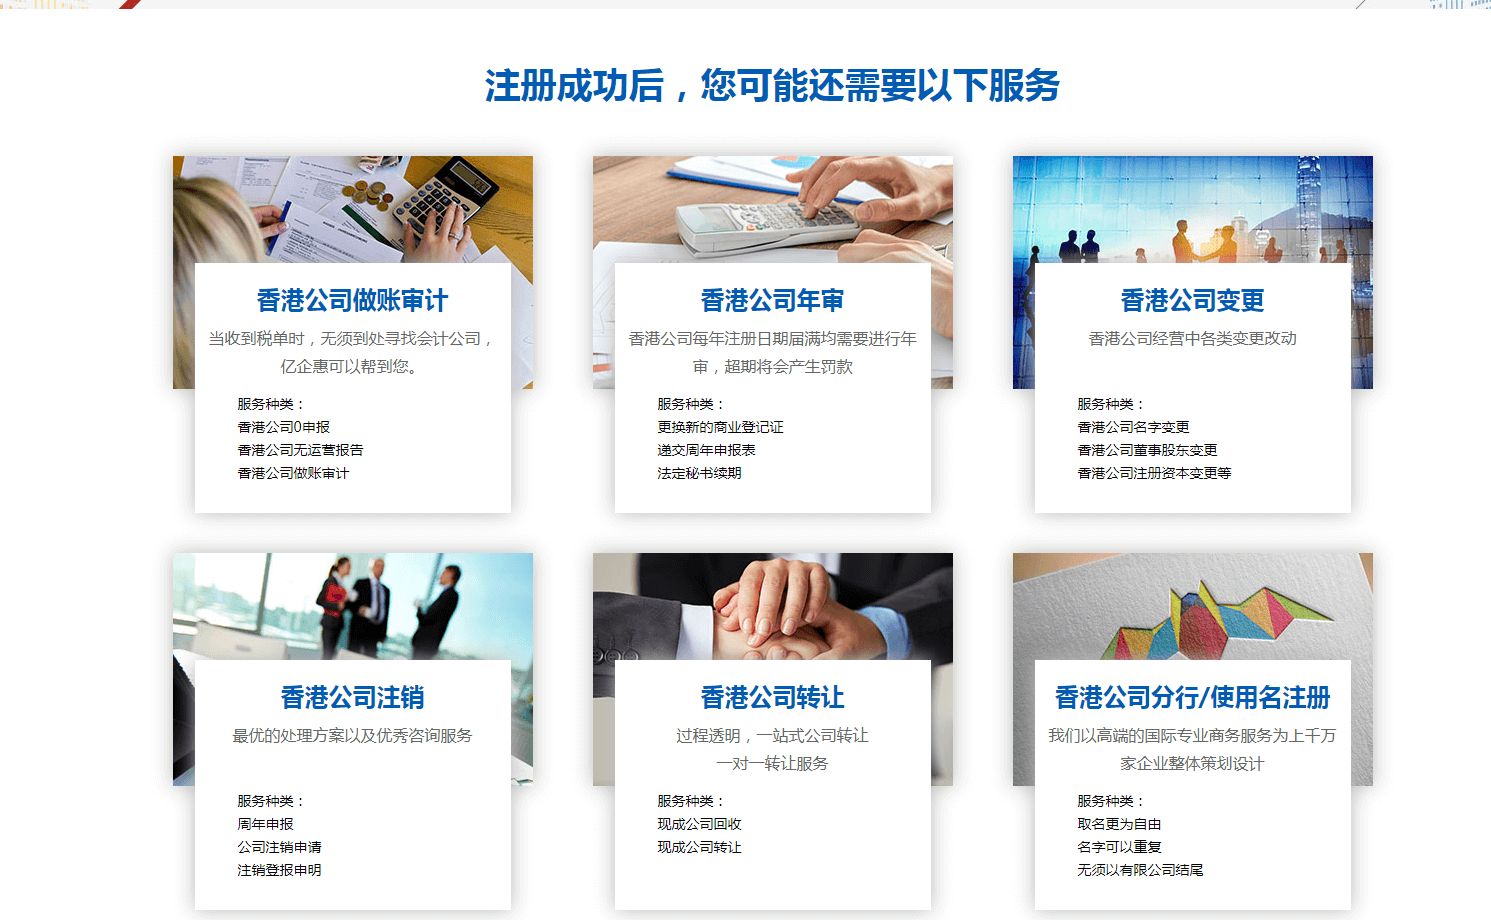 注册成功后，您可能还需要以下服务
香港公司做账审计
当收到税单时，无须到处寻找会计公司，
亿企惠可以帮到您。
服务种类：
香港公司0申报
香港公司无运营报告
香港公司做账审计
香港公司年审
香港公司每年注册日期届满均需要进行年
审，超期将会产生罚款
服务种类：
更换新的商业登记证
递交周年申报表
法定秘书续期
香港公司变更
香港公司经营中各类变更改动
服务种类：
香港公司名字变更
香港公司董事股东变更
香港公司注册资本变更等
香港公司注销
最优的处理方案以及优秀咨询服务
服务种类：
周年申报
公司注销申请
注销登报申明
香港公司转让
过程透明，一站式公司转让
一对一转让服务
服务种类：
现成公司回收
现成公司转让
香港公司分行/使用名注册
我们以高端的国际专业商务服务为上千万
家企业整体策划设计
服务种类：
取名更为自由
名字可以重复
无须以有限公司结尾